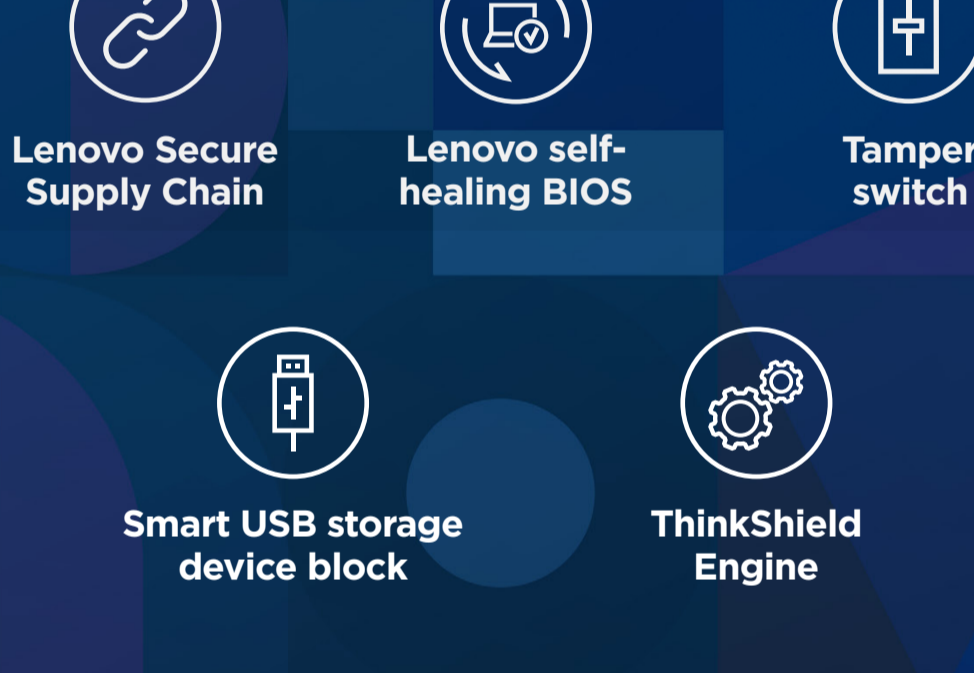 Lenovo Secure
Supply Chain
Lenovo self-
healing BIOS
Tamper
switch
Smart USB storage
device block
ThinkShield
Engine